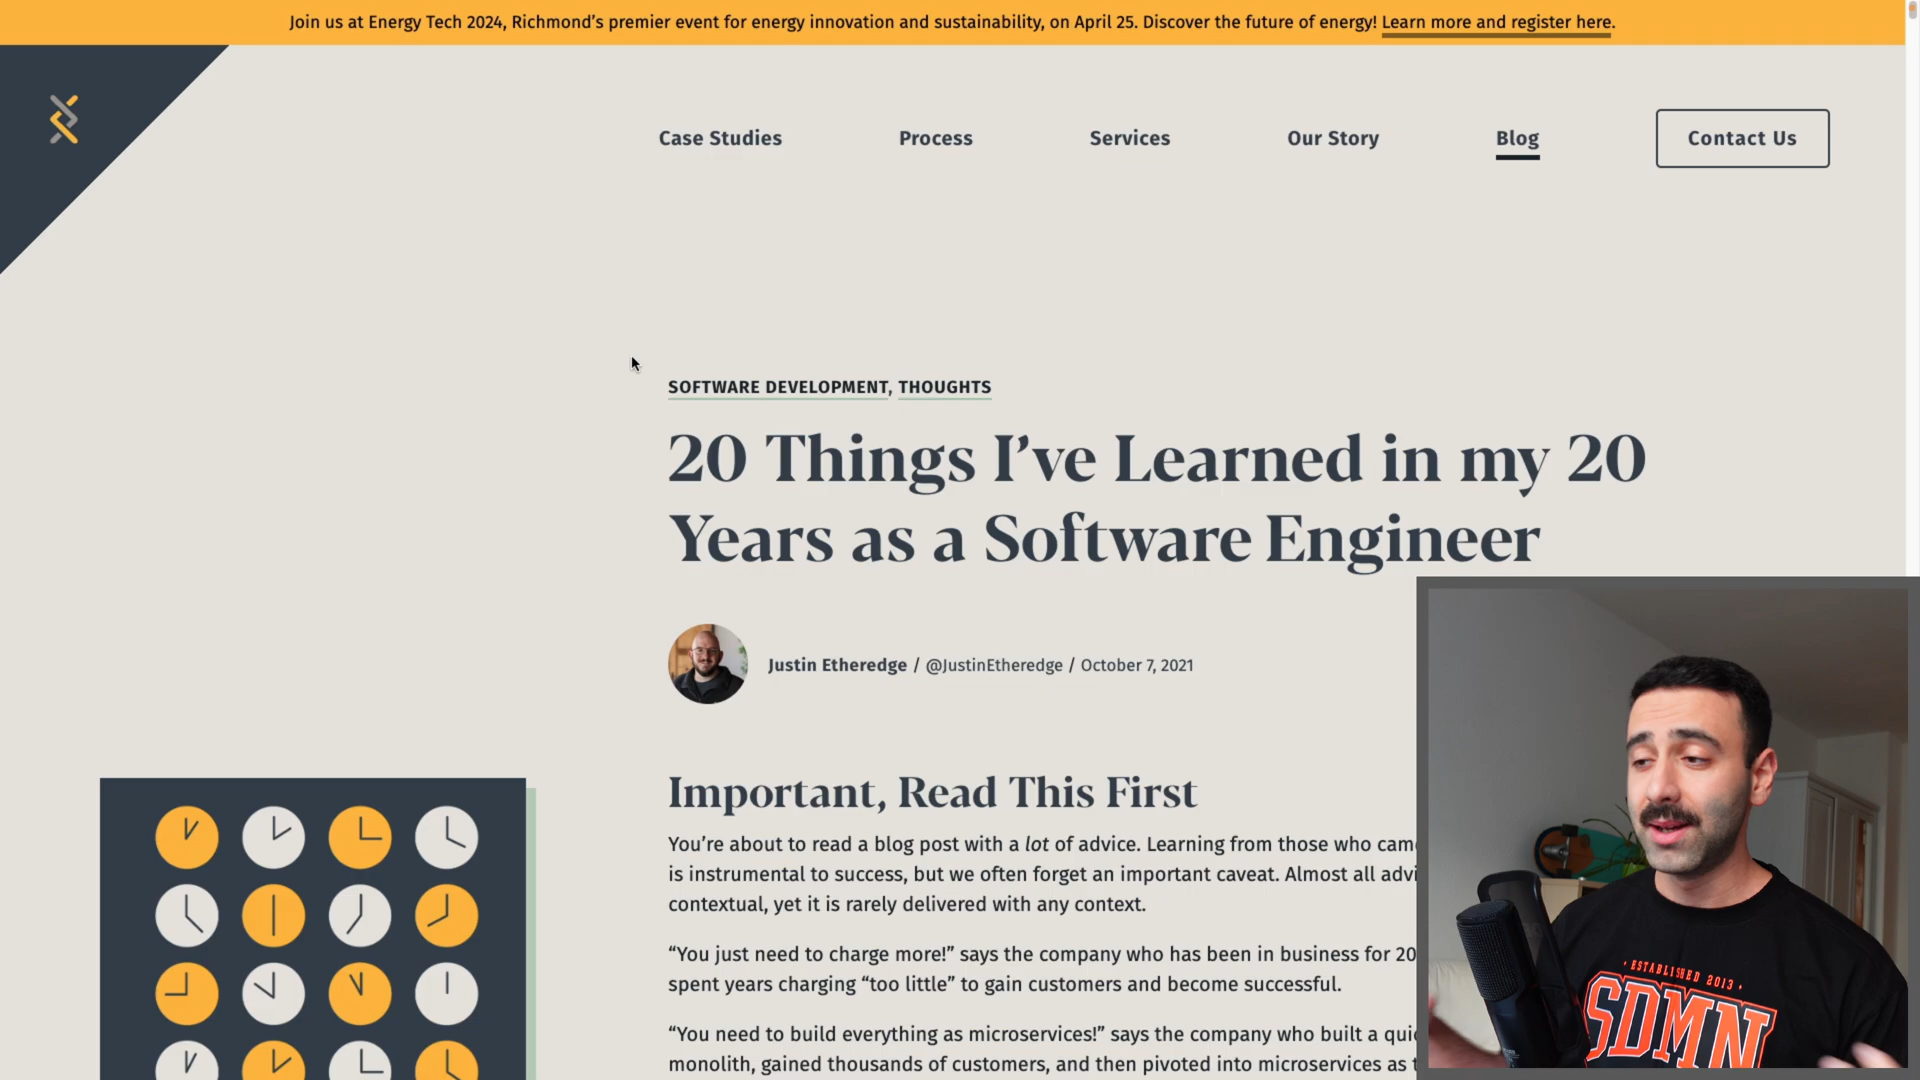 Join us at Energy Tech 2024, Richmond’s premier event for energy innovation and sustainability, on April 25. Discover the future of energy! Learn more and register here.
Case Studies
Process
Services
Our Story
Blog
Contact Us
SOFTWARE DEVELOPMENT, THOUGHTS
20 Things I’ve Learned in my 20
Years as a Software Engineer
Justin Etheredge / @JustinEtheredge / October 7, 2021
Important, Read This First
You’re about to read a blog post with a lot of advice. Learning from those who
is instrumental to success, but we often forget an important caveat. Almost all
contextual, yet it is rarely delivered with any context.
“You just need to charge more!” says the company who has been in business for 20
spent years charging “too little” to gain customers and become successful.
“You need to build everything as microservices!” says the company who built a
monolith, gained thousands of customers, and then pivoted into microservices as
• ESTABLISHED 2013 •
SDMN